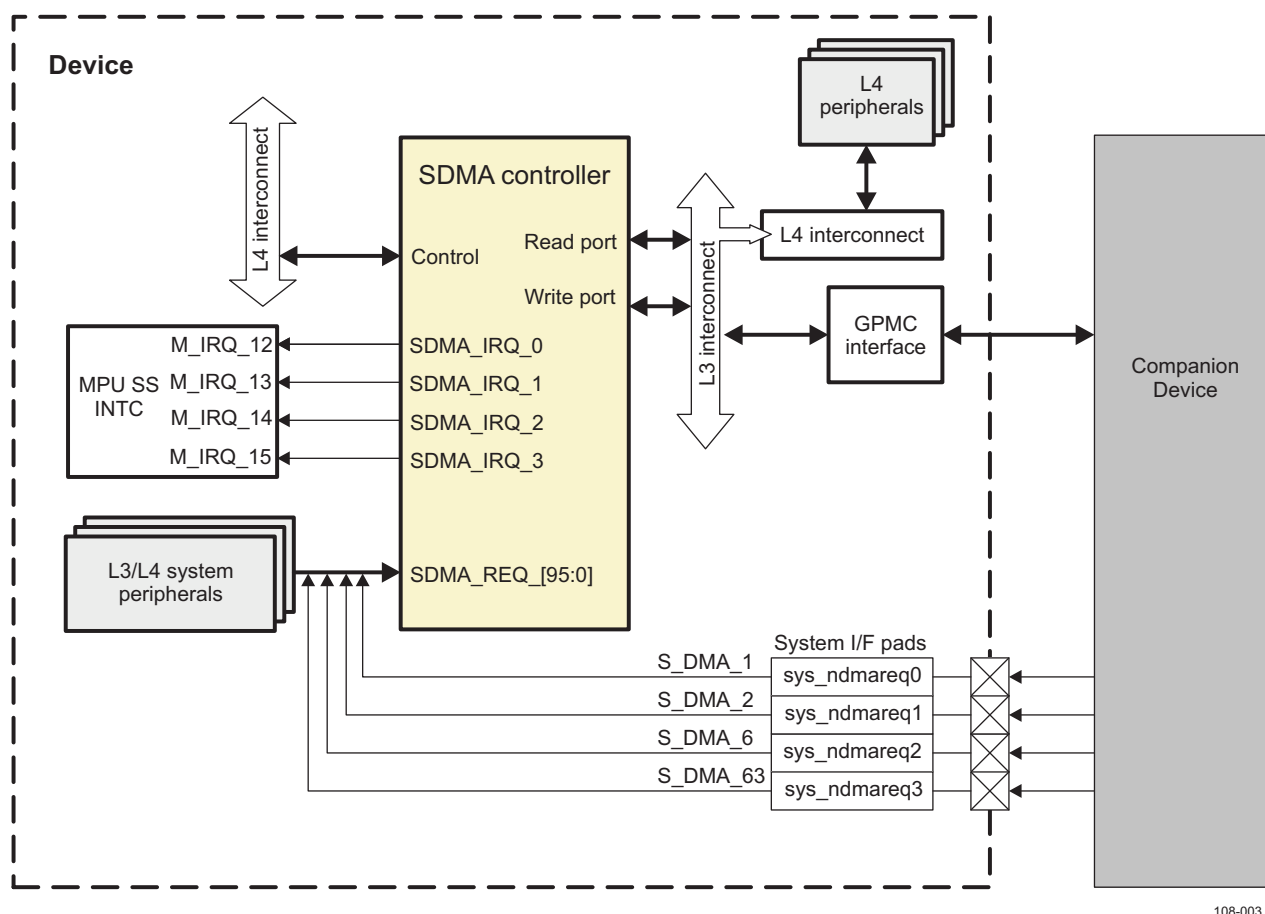 Device
L4
peripherals
L4 interconnect
SDMA controller
Read port
L4 interconnect
Control
Write port
L3 interconnect
GPMC
interface
Companion
Device
MPU SS
INTC
M_IRQ_12
SDMA_IRQ_0
M_IRQ_13
SDMA_IRQ_1
M_IRQ_14
SDMA_IRQ_2
M_IRQ_15
SDMA_IRQ_3
L3/L4 system
peripherals
SDMA_REQ_[95:0]
System I/F pads
S_DMA_1
sys_ndmareq0
S_DMA_2
sys_ndmareq1
S_DMA_6
sys_ndmareq2
S_DMA_63
sys_ndmareq3
108-003